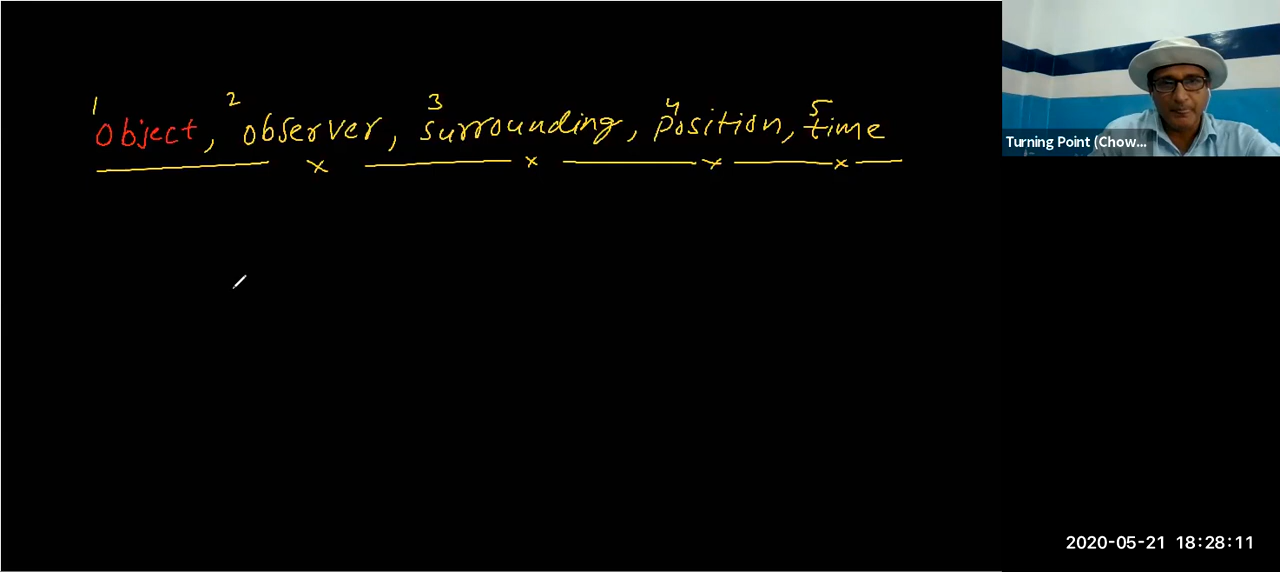 1 2 3 4 5
object, observer, surrounding, position, time
x x x x
Turning Point (Chow...
2020-05-21 18:28:11